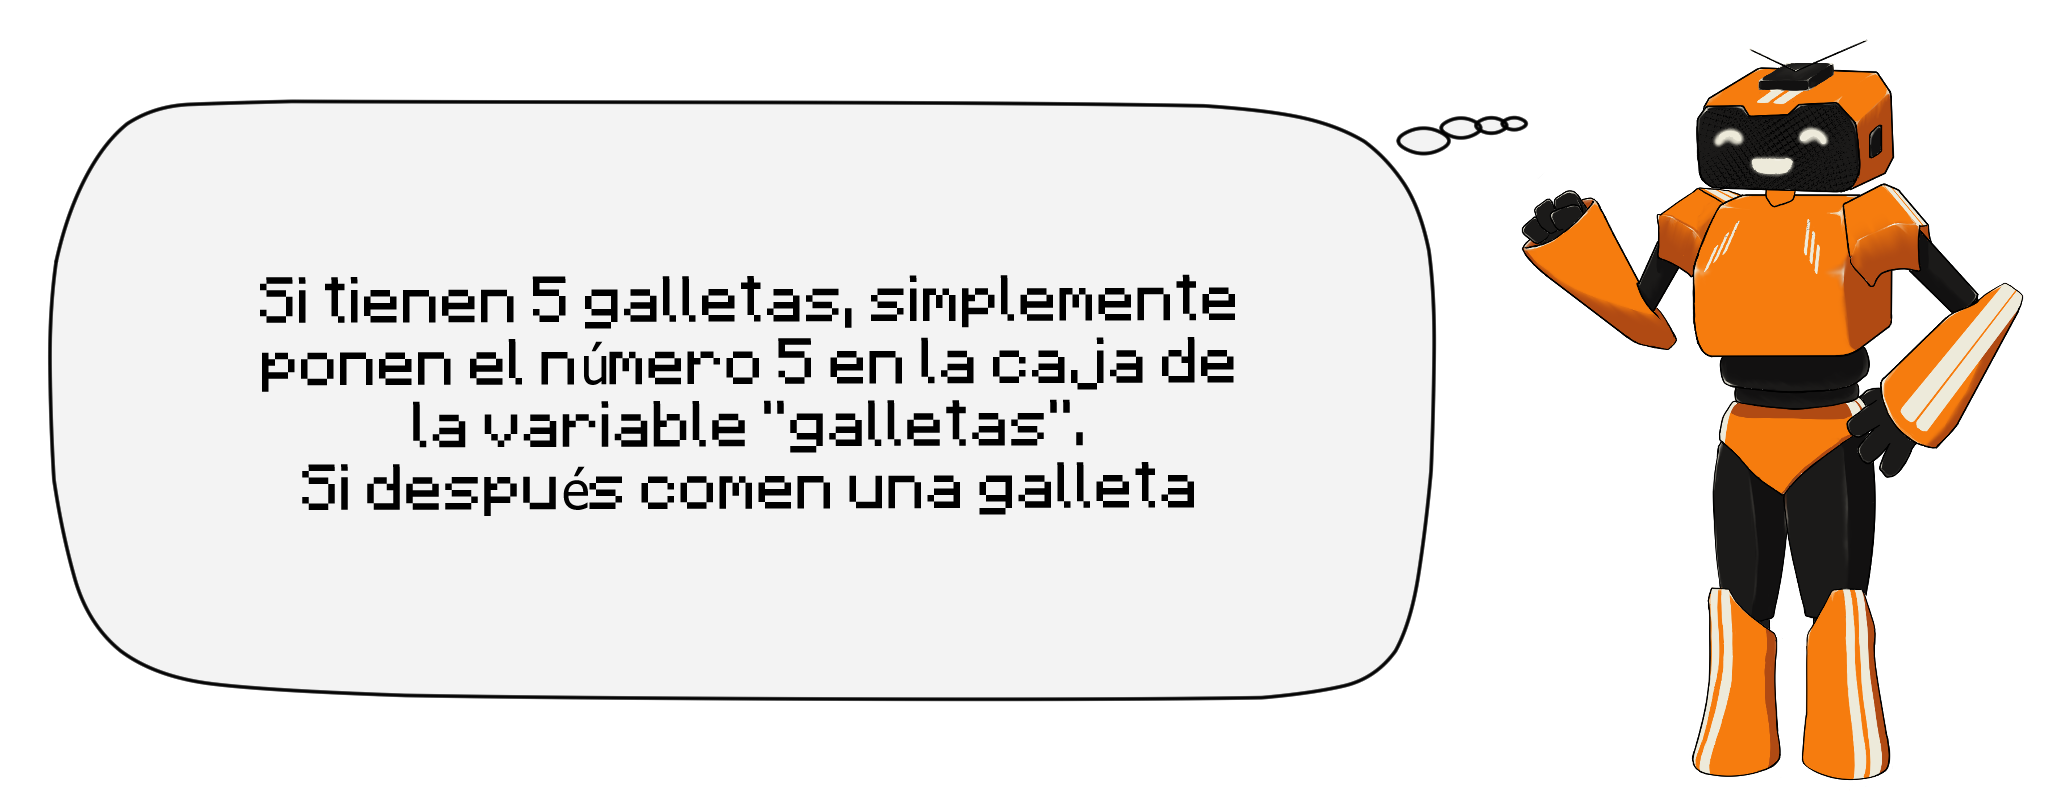 Si tienen 5 galletas, simplemente
ponen el número 5 en la caja de
la variable "galletas".
Si después comen una galleta